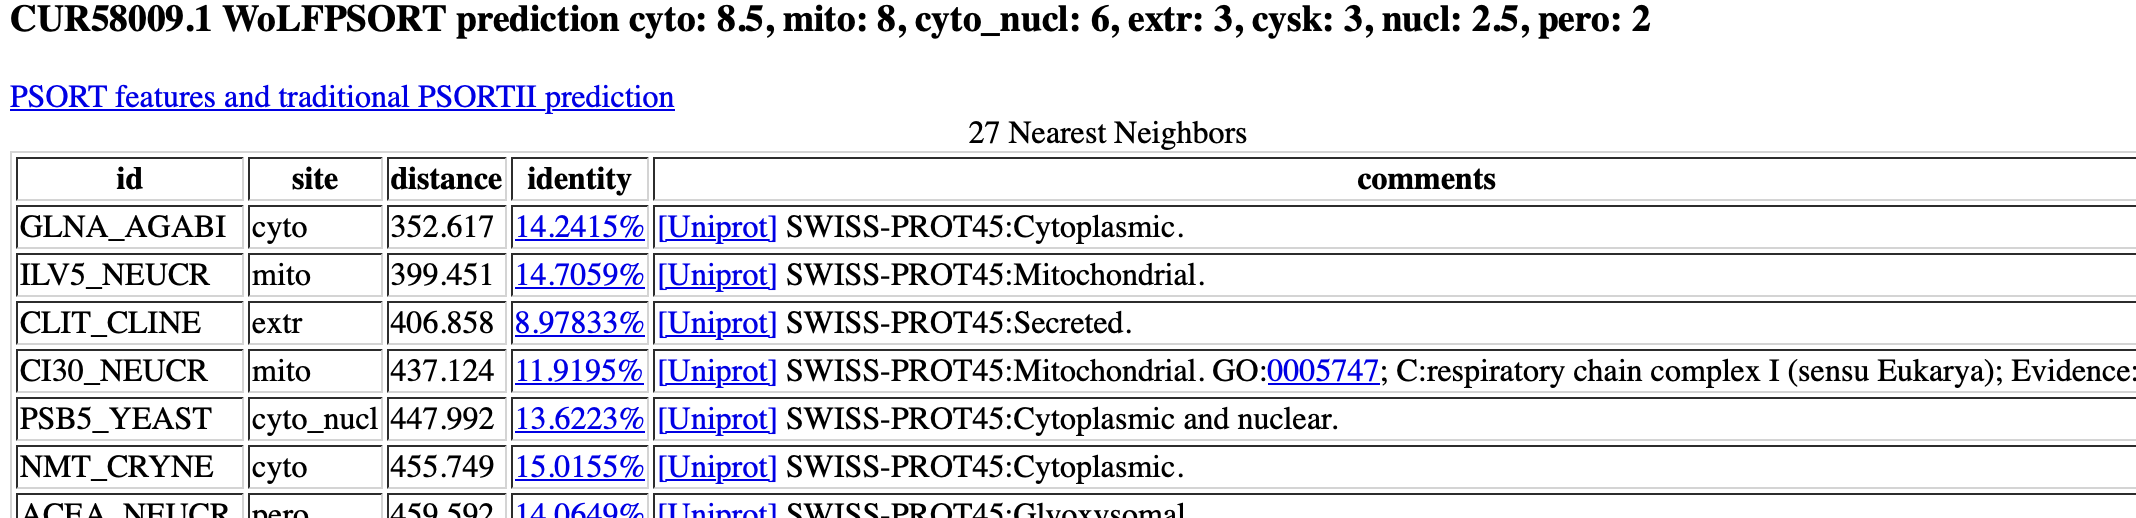 CUR58009.1 WoLFPSORT prediction cyto: 8.5, mito: 8, cyto_nucl: 6, extr: 3, cysk: 3, nucl: 2.5, pero: 2
PSORT features and traditional PSORTII prediction
27 Nearest Neighbors
id site distance identity comments
GLNA_AGABI cyto 352.617 14.2415% [Uniprot] SWISS-PROT45:Cytoplasmic.
ILV5_NEUCR mito 399.451 14.7059% [Uniprot] SWISS-PROT45:Mitochondrial.
CLIT_CLINE extr 406.858 8.97833% [Uniprot] SWISS-PROT45:Secreted.
CI30_NEUCR mito 437.124 11.9195% [Uniprot] SWISS-PROT45:Mitochondrial. GO:0005747; C:respiratory chain complex I (sensu Eukarya); Evidence:
PSB5_YEAST cyto_nucl 447.992 13.6223% [Uniprot] SWISS-PROT45:Cytoplasmic and nuclear.
NMT_CRYNE cyto 455.749 15.0155% [Uniprot] SWISS-PROT45:Cytoplasmic.
ACEA_NEUCR pero 459.592 14.0649% [Uniprot] SWISS-PROT45:Glyoxysomal.